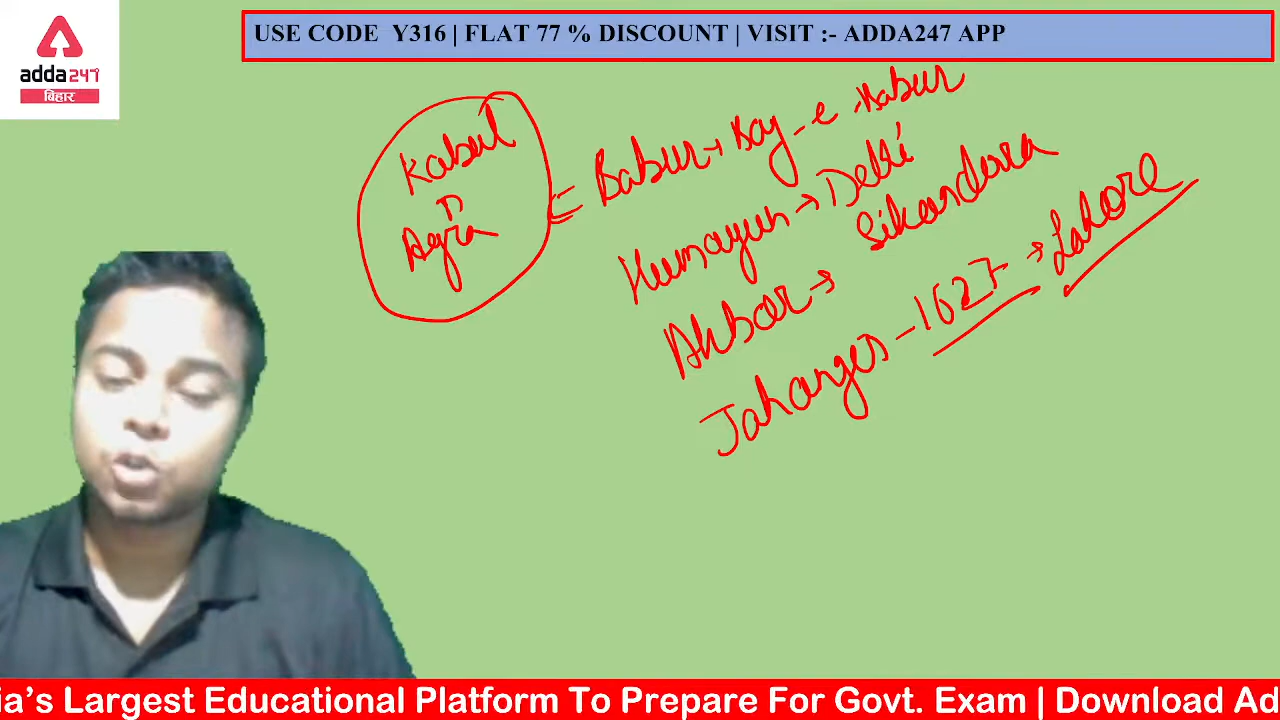 USE CODE Y316 | FLAT 77 % DISCOUNT | VISIT :- ADDA247 APP
adda247
बिहार
Kabul
Agra
Babur → Bag-e-Babur
Humayun → Delhi
Akbar → Sikandara
Jahanger - 1627 → Lahore
ia's Largest Educational Platform To Prepare For Govt. Exam | Download Ad